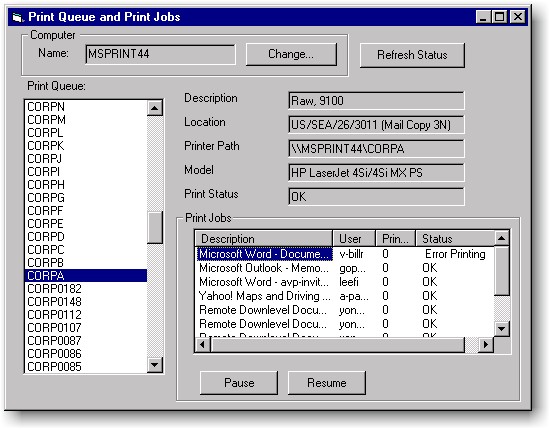 Print Queue and Print Jobs
Computer
Name: MSPRINT44 Change... Refresh Status
Print Queue:
CORPN
CORPM
CORPL
CORPK
CORPJ
CORPI
CORPH
CORPG
CORPF
CORPE
CORPD
CORPC
CORPB
CORPA
CORP0182
CORP0148
CORP0112
CORP0107
CORP0087
CORP0086
CORP0085
Description Raw, 9100
Location US/SEA/26/3011 (Mail Copy 3N)
Printer Path \\MSPRINT44\CORPA
Model HP LaserJet 4Si/4Si MX PS
Print Status OK
Print Jobs
Description User Prin... Status
Microsoft Word - Docume... v-billr 0 Error Printing
Microsoft Outlook - Memo... gop... 0 OK
Microsoft Word - avp-invit... leefi 0 OK
Yahoo! Maps and Driving ... a-pa... 0 OK
Remote Downlevel Docu... yon... 0 OK
Remote Downlevel Docu... yon... 0 OK
Remote Downlevel Docu... yon... 0 OK
Pause Resume